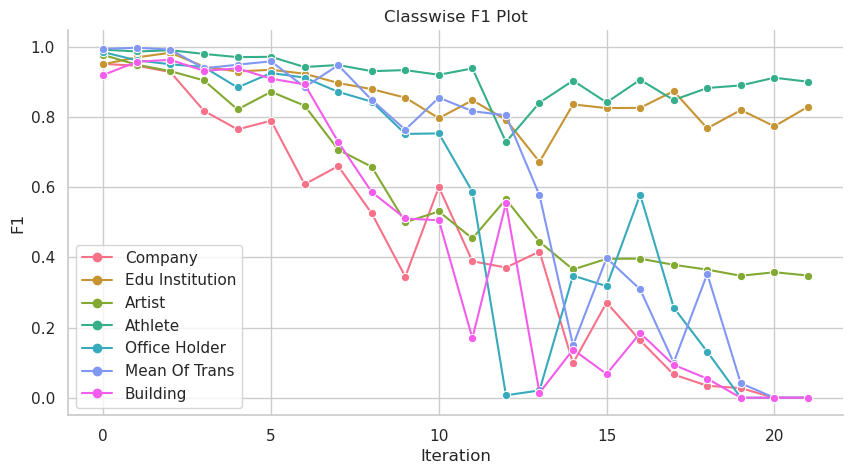 Classwise F1 Plot
1.0
0.8
0.6
0.4
0.2
0.0
F1
Company
Edu Institution
Artist
Athlete
Office Holder
Mean Of Trans
Building
0
5
10
15
20
Iteration